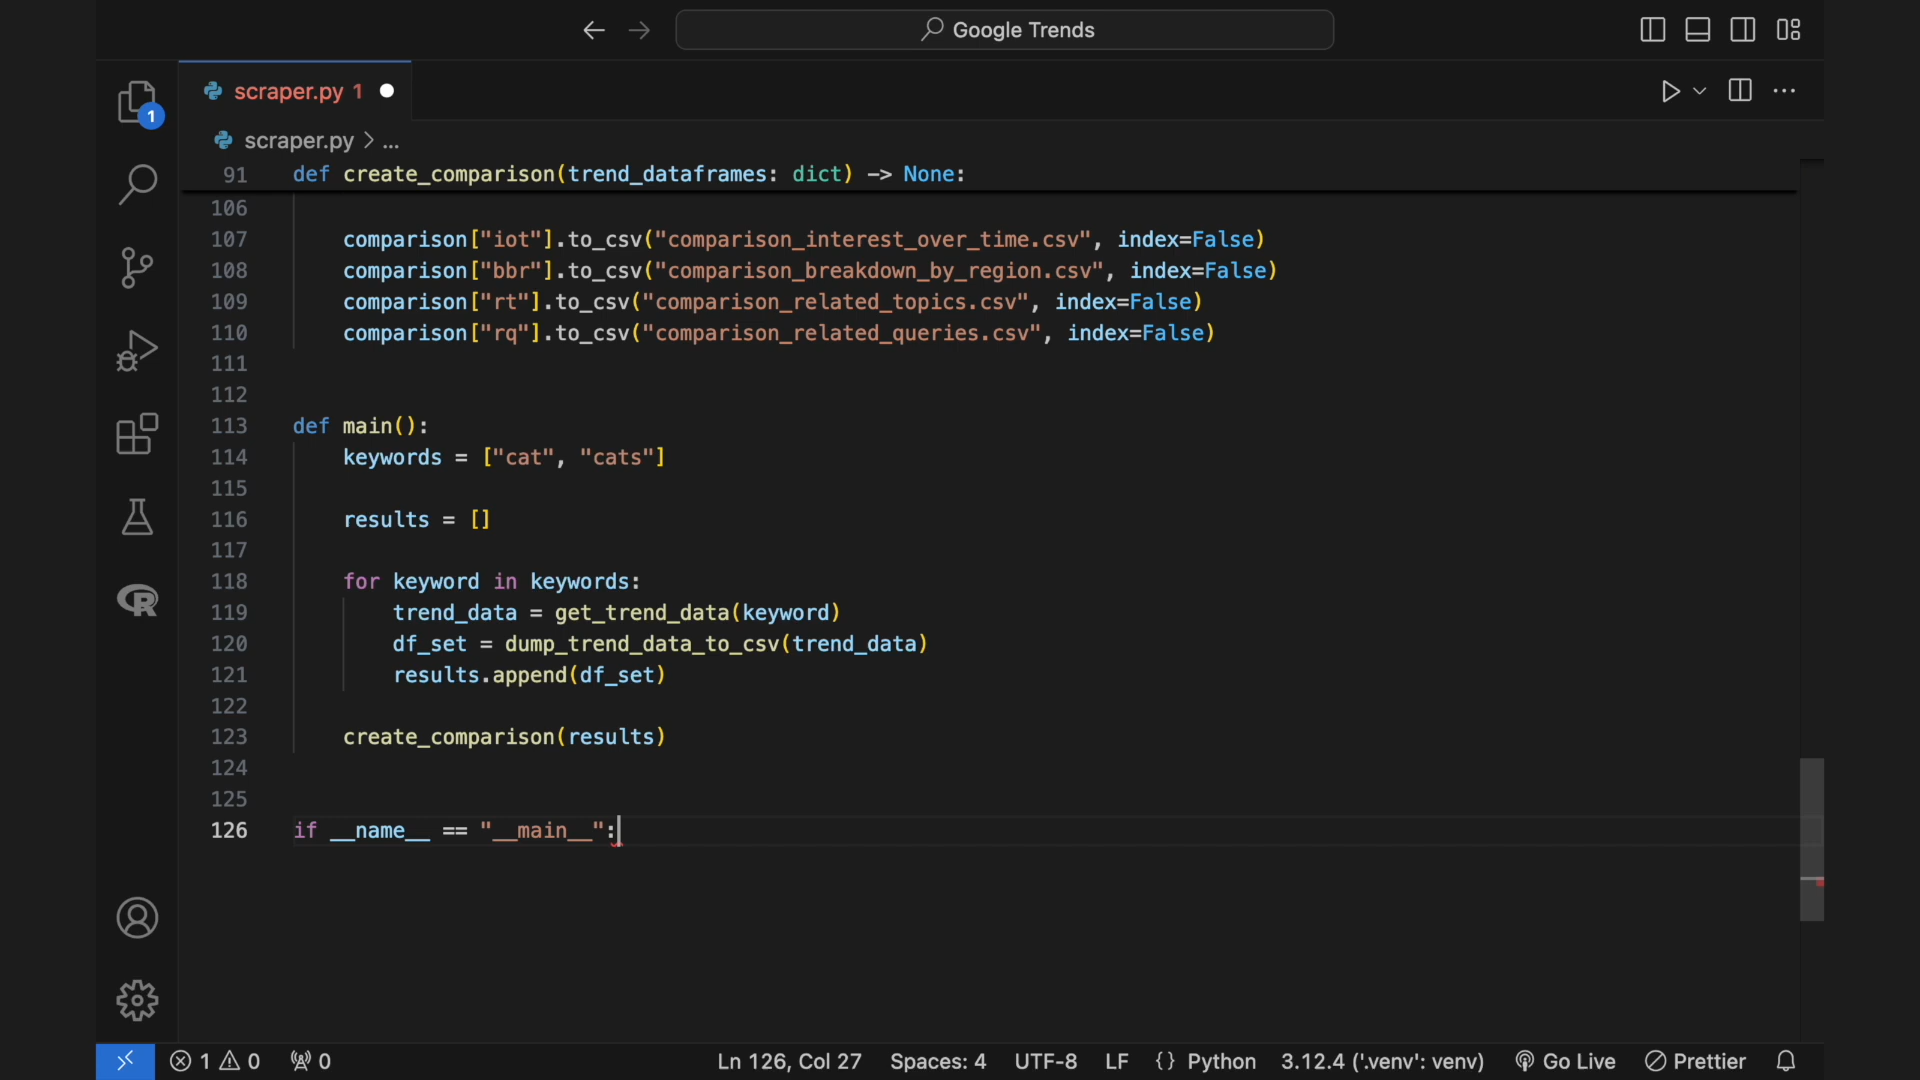 Google Trends
1
scraper.py 1
scraper.py > ...
91 def create_comparison(trend_dataframes: dict) -> None:
106
107 comparison["iot"].to_csv("comparison_interest_over_time.csv", index=False)
108 comparison["bbr"].to_csv("comparison_breakdown_by_region.csv", index=False)
109 comparison["rt"].to_csv("comparison_related_topics.csv", index=False)
110 comparison["rq"].to_csv("comparison_related_queries.csv", index=False)
111
112
113 def main():
114 keywords = ["cat", "cats"]
115
116 results = []
117
118 for keyword in keywords:
119 trend_data = get_trend_data(keyword)
120 df_set = dump_trend_data_to_csv(trend_data)
121 results.append(df_set)
122
123 create_comparison(results)
124
125
126 if __name__ == "__main__":
1 0 0 Ln 126, Col 27 Spaces: 4 UTF-8 LF {} Python 3.12.4 ('.venv': venv) Go Live Prettier